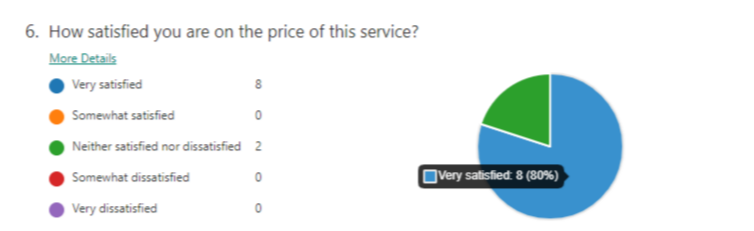 6. How satisfied you are on the price of this service?
More Details
Very satisfied 8
Somewhat satisfied 0
Neither satisfied nor dissatisfied 2
Somewhat dissatisfied 0
Very dissatisfied 0
Very satisfied: 8 (80%)